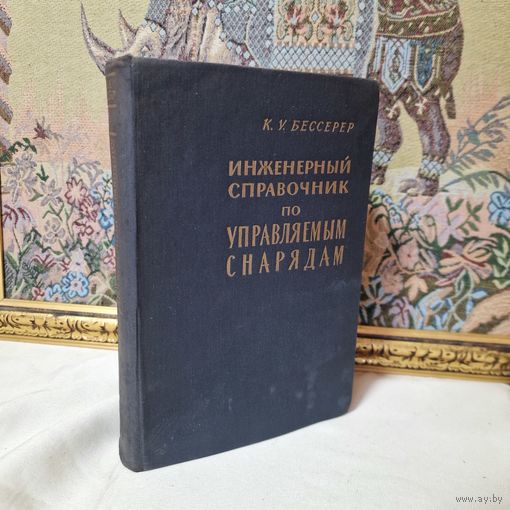 К. У. БЕССЕРЕР
ИНЖЕНЕРНЫЙ
СПРАВОЧНИК
ПО
УПРАВЛЯЕМЫМ
СНАРЯДАМ
www.ay.by